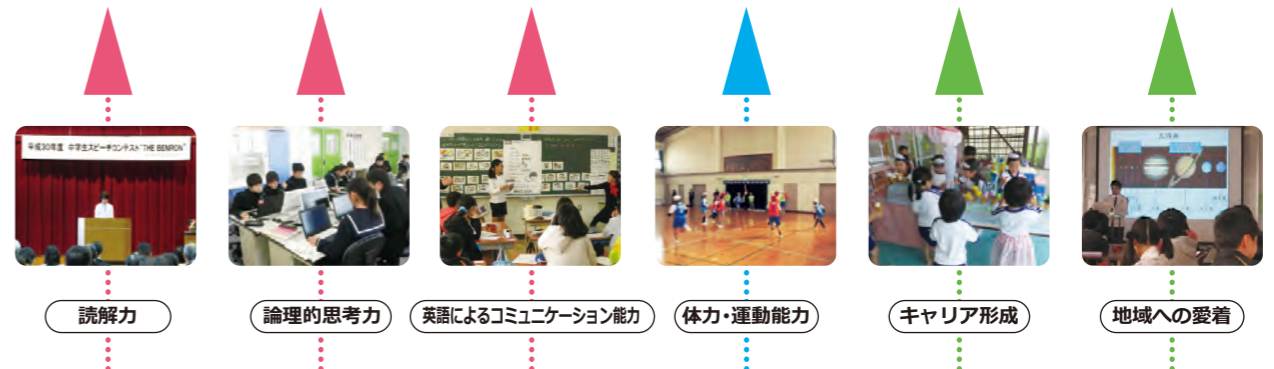 平成30年度 中学生スピーチコンテスト"THE BENRON"
読解力
論理的思考力
英語によるコミュニケーション能力
体力・運動能力
キャリア形成
地域への愛着